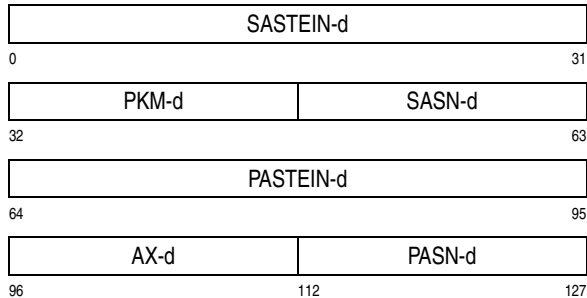 SASTEIN-d
0 31
PKM-d SASN-d
32 63
PASTEIN-d
64 95
AX-d PASN-d
96 112 127